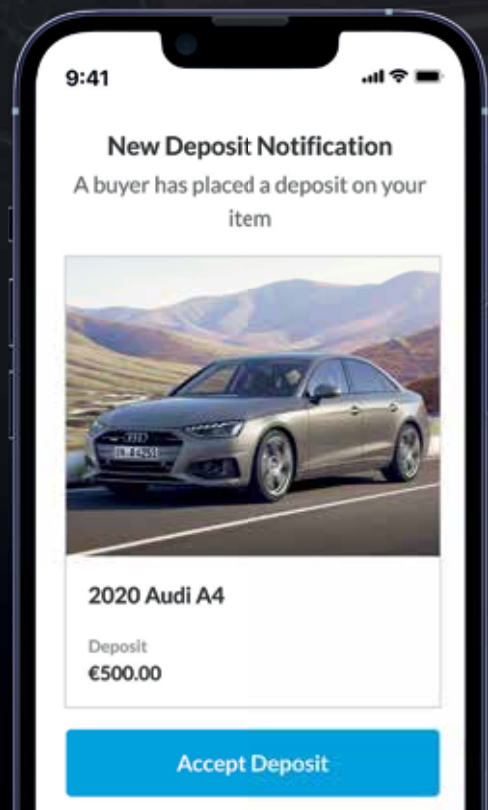 9:41
New Deposit Notification
A buyer has placed a deposit on your
item
2020 Audi A4
Deposit
€500.00
Accept Deposit